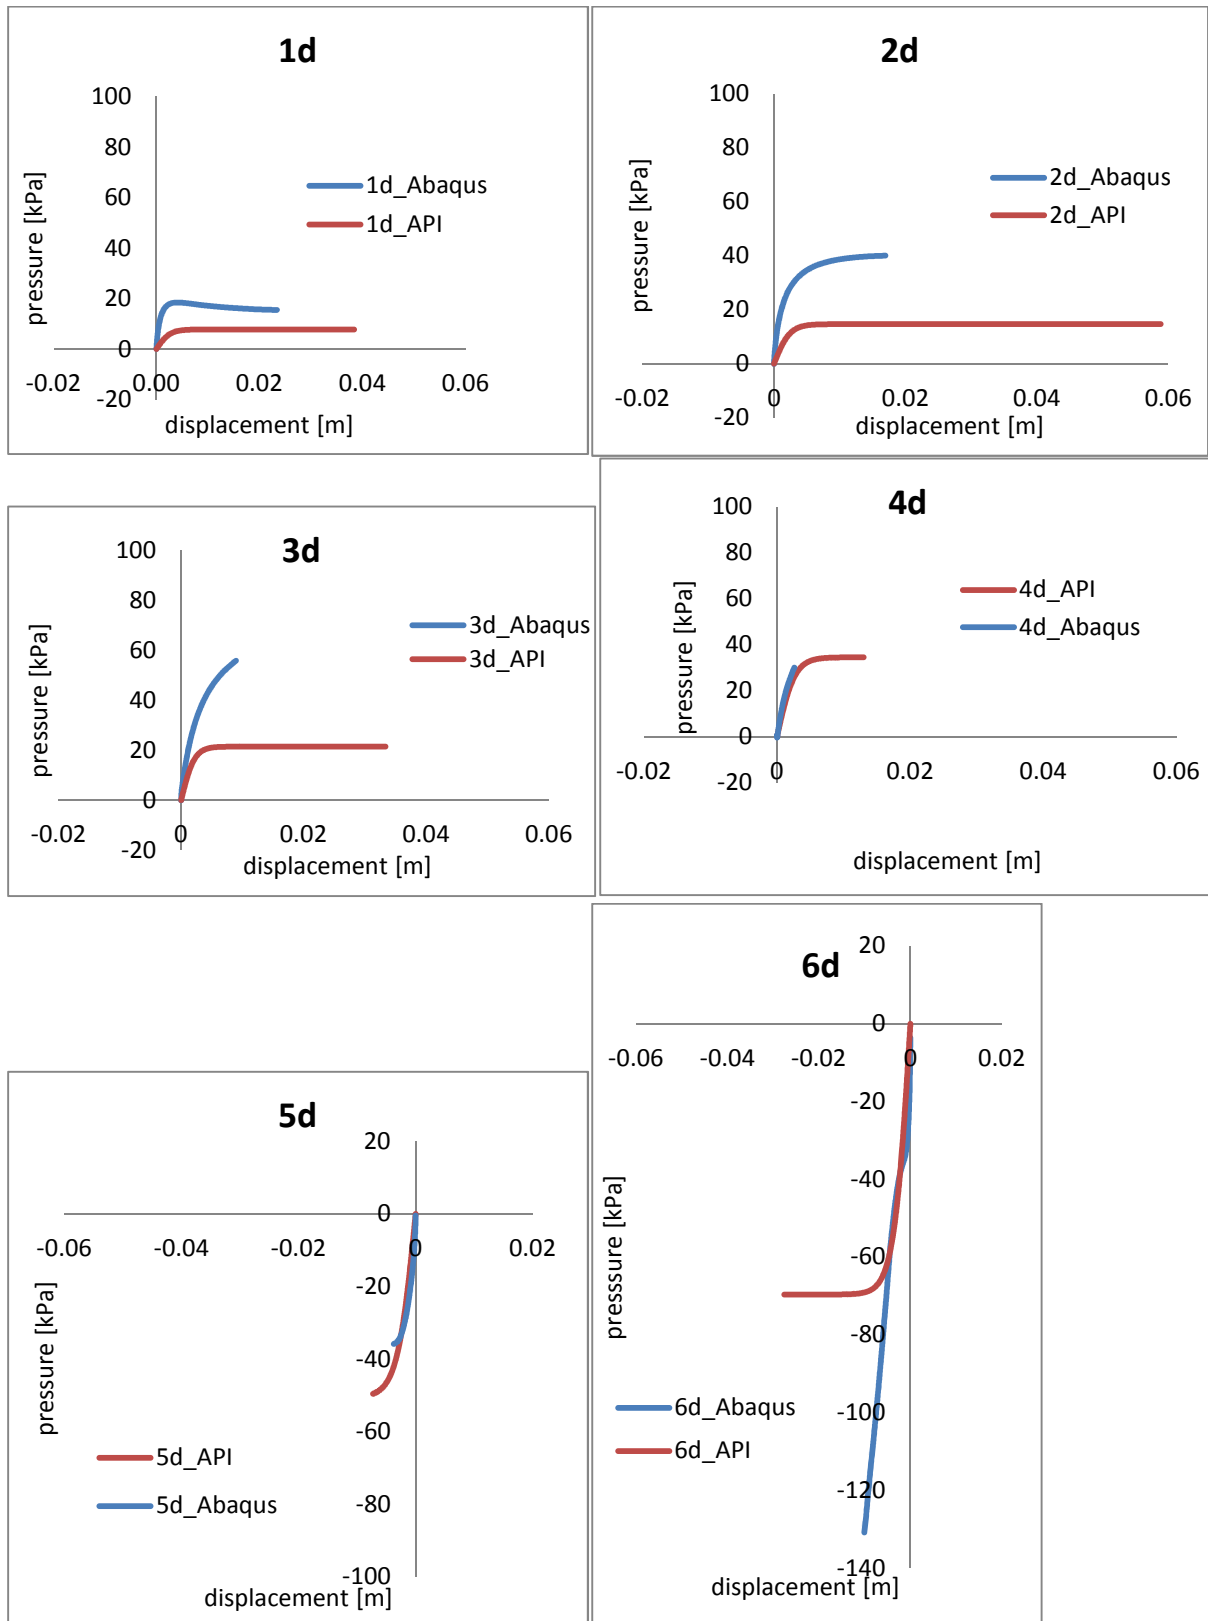 1d
100
80
60
40
20
0
-20
-0.02
0.00
0.02
0.04
0.06
pressure [kPa]
displacement [m]
1d_Abaqus
1d_API
2d
100
80
60
40
20
0
-20
-0.02
0
0.02
0.04
0.06
pressure [kPa]
displacement [m]
2d_Abaqus
2d_API
3d
100
80
60
40
20
0
-20
-0.02
0
0.02
0.04
0.06
pressure [kPa]
displacement [m]
3d_Abaqus
3d_API
4d
100
80
60
40
20
0
-20
-0.02
0
0.02
0.04
0.06
pressure [kPa]
displacement [m]
4d_API
4d_Abaqus
5d
20
0
-20
-40
-60
-80
-100
-0.06
-0.04
-0.02
0
0.02
pressure [kPa]
displacement [m]
5d_API
5d_Abaqus
6d
20
0
-20
-40
-60
-80
-100
-120
-140
-0.06
-0.04
-0.02
0
0.02
presssure [kPa]
displacement [m]
6d_Abaqus
6d_API